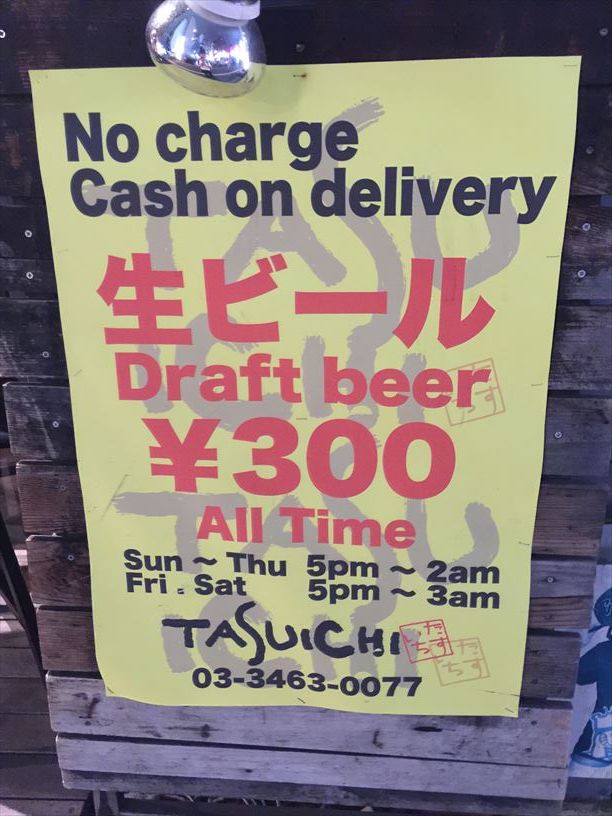 No charge
Cash on delivery
生ビール
Draft beer
¥300
All Time
Sun ~ Thu 5pm ~ 2am
Fri . Sat 5pm ~ 3am
TASUICHI
03-3463-0077